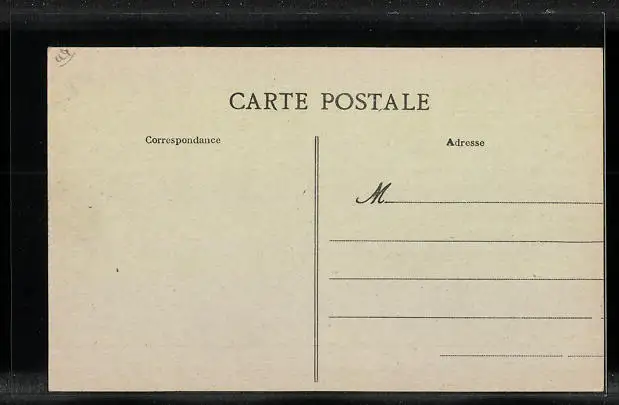 CARTE POSTALE
Correspondance
Adresse
M